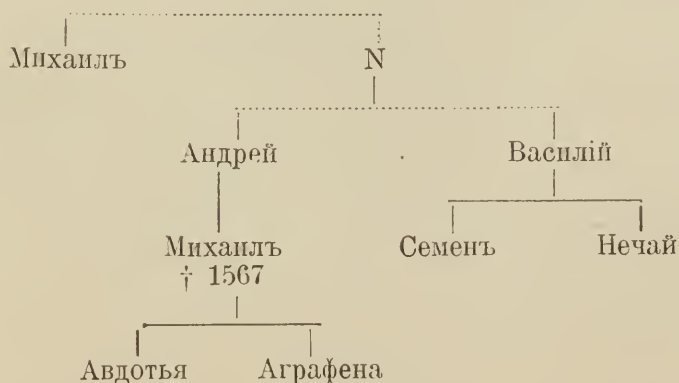 Михаилъ N
Андрей Василій
Михаилъ Семенъ Нечай
† 1567
Авдотья Аграфена